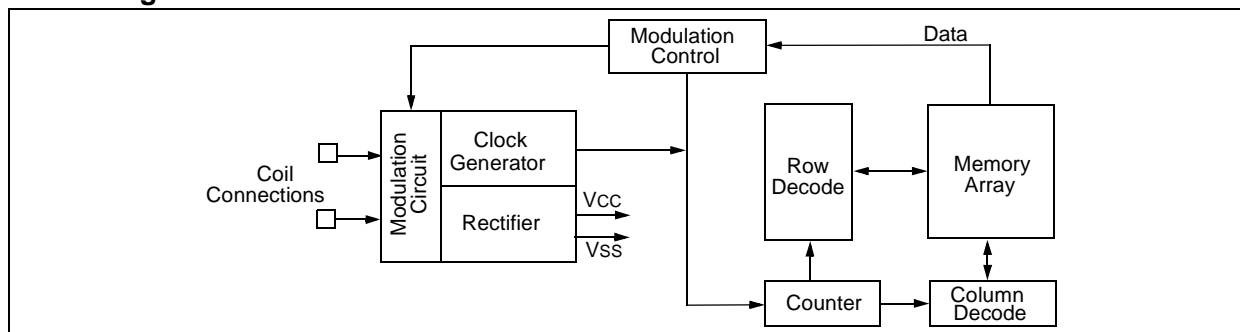 Modulation
Control
Data
Coil
Connections
Modulation
Circuit
Clock
Generator
Rectifier
VCC
VSS
Row
Decode
Memory
Array
Counter
Column
Decode